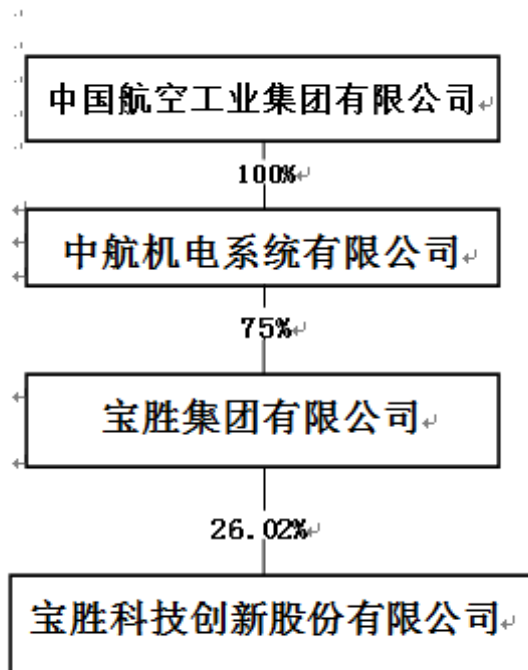 中国航空工业集团有限公司
100%
中航机电系统有限公司
75%
宝胜集团有限公司
26.02%
宝胜科技创新股份有限公司